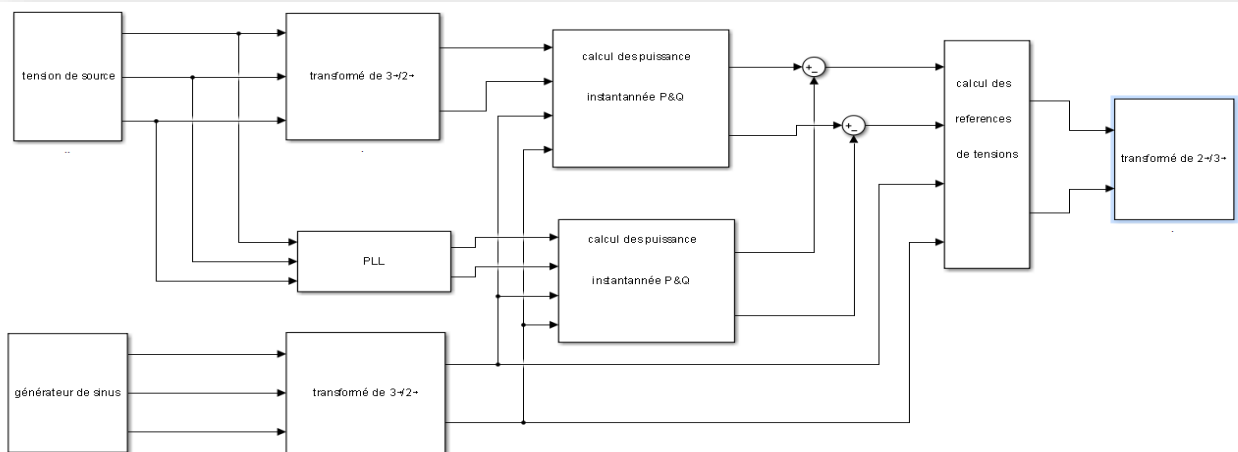 tension de source
transformé de 3→/2→
calcul des puissance
instantannée P&Q
+_
+_
calcul des
references
de tensions
transformé de 2→/3→
PLL
calcul des puissance
instantannée P&Q
générateur de sinus
transformé de 3→/2→